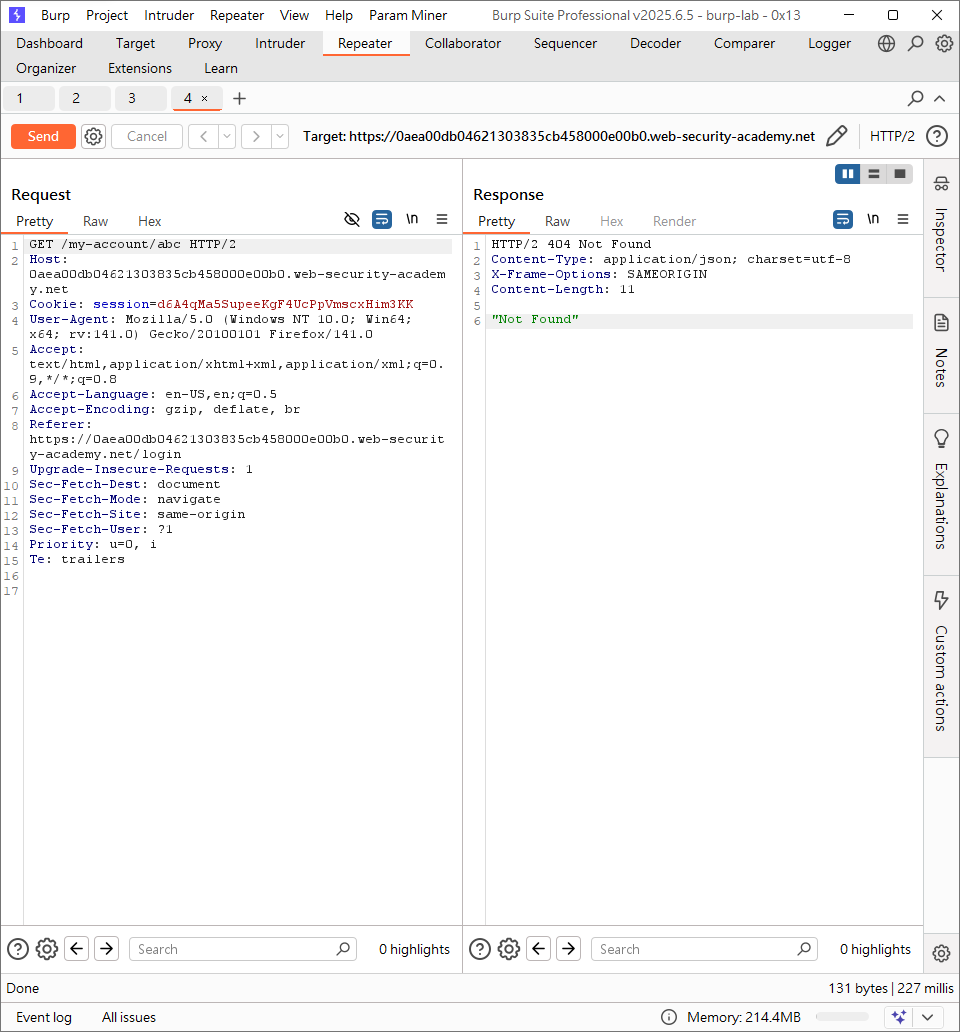 Burp Project Intruder Repeater View Help Param Miner Burp Suite Professional v2025.6.5 - burp-lab - 0x13
Dashboard Target Proxy Intruder Repeater Collaborator Sequencer Decoder Comparer Logger
Organizer Extensions Learn
1 2 3 4 × +
Send Cancel Target: https://0aea00db04621303835cb458000e00b0.web-security-academy.net HTTP/2
Request
Pretty Raw Hex \n
1 GET /my-account/abc HTTP/2
2 Host:
0aea00db04621303835cb458000e00b0.web-security-academ
y.net
3 Cookie: session=d6A4qMa5SupeeKgF4UcPpVmscxHim3KK
4 User-Agent: Mozilla/5.0 (Windows NT 10.0; Win64;
x64; rv:141.0) Gecko/20100101 Firefox/141.0
5 Accept:
text/html,application/xhtml+xml,application/xml;q=0.
9,*/*;q=0.8
6 Accept-Language: en-US,en;q=0.5
7 Accept-Encoding: gzip, deflate, br
8 Referer:
https://0aea00db04621303835cb458000e00b0.web-securit
y-academy.net/login
9 Upgrade-Insecure-Requests: 1
10 Sec-Fetch-Dest: document
11 Sec-Fetch-Mode: navigate
12 Sec-Fetch-Site: same-origin
13 Sec-Fetch-User: ?1
14 Priority: u=0, i
15 Te: trailers
16
17
Search 0 highlights
Response
Pretty Raw Hex Render \n
1 HTTP/2 404 Not Found
2 Content-Type: application/json; charset=utf-8
3 X-Frame-Options: SAMEORIGIN
4 Content-Length: 11
5
6 "Not Found"
Search 0 highlights
Inspector
Notes
Explanations
Custom actions
Done 131 bytes | 227 millis
Event log All issues Memory: 214.4MB